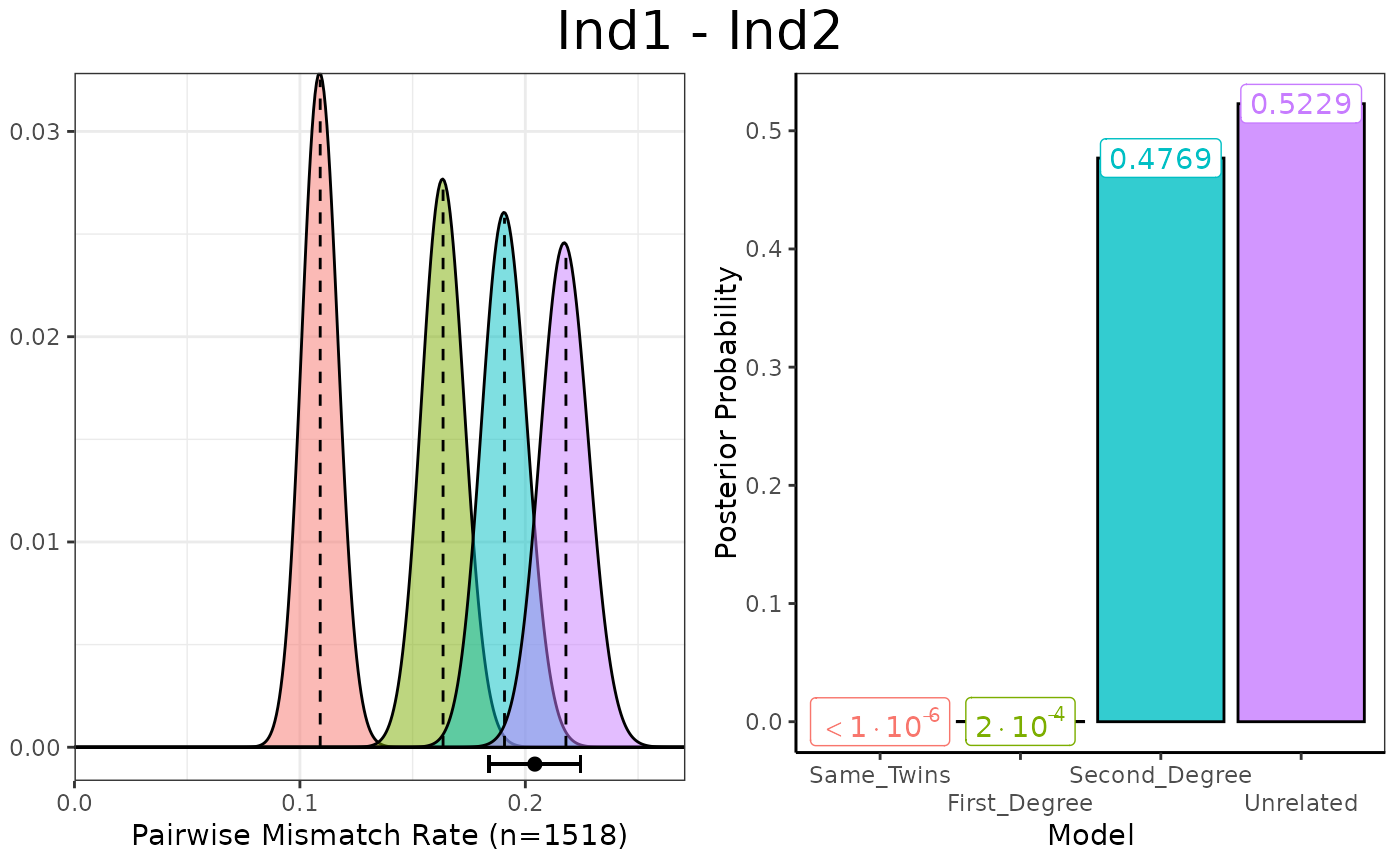 Ind1 - Ind2
0.03
0.02
0.01
0.00
0.0 0.1 0.2
Pairwise Mismatch Rate (n=1518)
Posterior Probability
0.5
0.4
0.3
0.2
0.1
0.0
< 1 · 10⁻⁶
2 · 10⁻⁴
0.4769
0.5229
Same_Twins
First_Degree
Second_Degree
Unrelated
Model